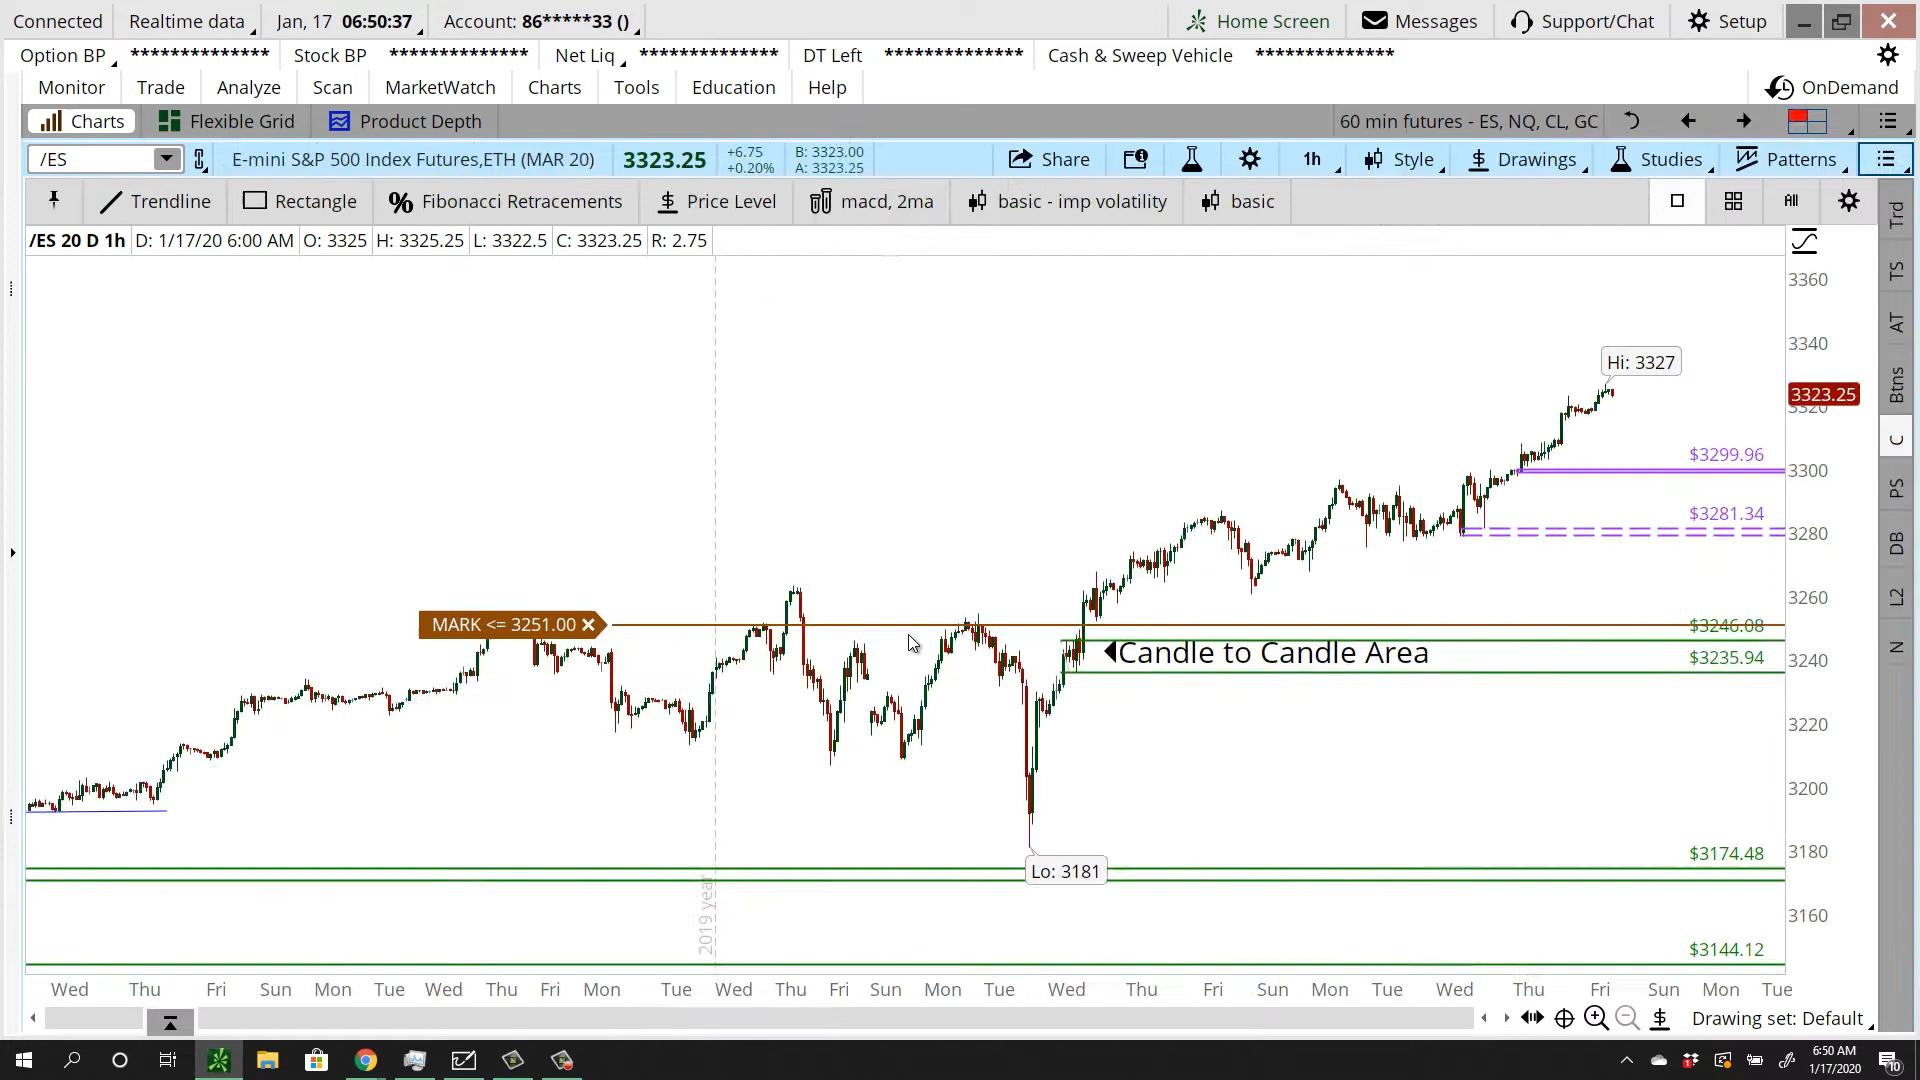 Connected Realtime data Jan, 17 06:50:37 Account: 86*****33 () Home Screen Messages Support/Chat Setup
Option BP ************** Stock BP ************** Net Liq ************** DT Left ************** Cash & Sweep Vehicle **************
Monitor Trade Analyze Scan MarketWatch Charts Tools Education Help OnDemand
Charts Flexible Grid Product Depth 60 min futures - ES, NQ, CL, GC
/ES E-mini S&P 500 Index Futures,ETH (MAR 20) 3323.25 +6.75 B: 3323.00 Share 1h Style Drawings Studies Patterns
+0.20% A: 3323.25
Trendline Rectangle Fibonacci Retracements Price Level macd, 2ma basic - imp volatility basic All
/ES 20 D 1h D: 1/17/20 6:00 AM O: 3325 H: 3325.25 L: 3322.5 C: 3323.25 R: 2.75
3360
3340
Hi: 3327
3323.25
3320
$3299.96
3300
$3281.34
3280
3260
MARK <= 3251.00
$3246.08
Candle to Candle Area
$3235.94
3240
3220
3200
$3174.48
3180
Lo: 3181
2019 year
3160
$3144.12
Wed Thu Fri Sun Mon Tue Wed Thu Fri Mon Tue Wed Thu Fri Sun Mon Tue Wed Thu Fri Sun Mon Tue Wed Thu Fri Sun Mon Tue
Drawing set: Default
Trd
TS
AT
Btns
C
PS
DB
L2
N
6:50 AM
1/17/2020
10